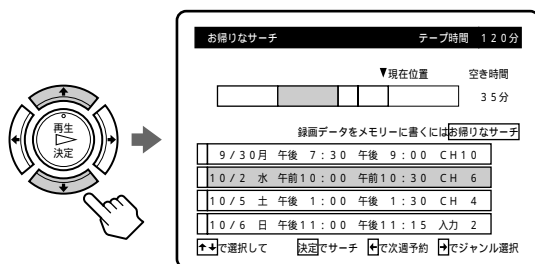 お帰りなサーチ テープ時間 120分
▼現在位置 空き時間
35分
録画データをメモリーに書くにはお帰りなサーチ
9/30月 午後 7:30 午後 9:00 CH10
10/2 水 午前10:00 午前10:30 CH 6
10/5 土 午後 1:00 午後 1:30 CH 4
10/6 日 午後11:00 午後11:15 入力 2
↑↓で選択して 決定でサーチ ←で次週予約 →でジャンル選択
再生
決定